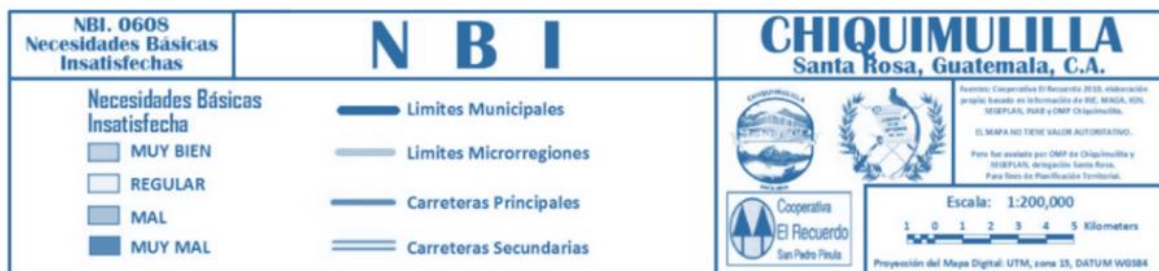 NBI. 0608
Necesidades Básicas
Insatisfechas
N B I
CHIQUIMULILLA
Santa Rosa, Guatemala, C.A.
Necesidades Básicas
Insatisfecha
MUY BIEN
REGULAR
MAL
MUY MAL
Limites Municipales
Limites Microrregiones
Carreteras Principales
Carreteras Secundarias
CHIQUIMULILLA
Fuentes: Cooperativa El Recuerdo 2010, elaboración
propia; basado en información de INE, MAGA, IGN,
SEGEPLAN, INAB y OMP Chiquimulilla.
EL MAPA NO TIENE VALOR AUTORITATIVO.
Pero fue avalado por OMP de Chiquimulilla y
SEGEPLAN, delegación Santa Rosa.
Para fines de Planificación Territorial.
Cooperativa
El Recuerdo
San Pedro Pinula
Escala: 1:200,000
1 0 1 2 3 4 5 Kilometers
Proyección del Mapa Digital: UTM, zona 15, DATUM WGS84